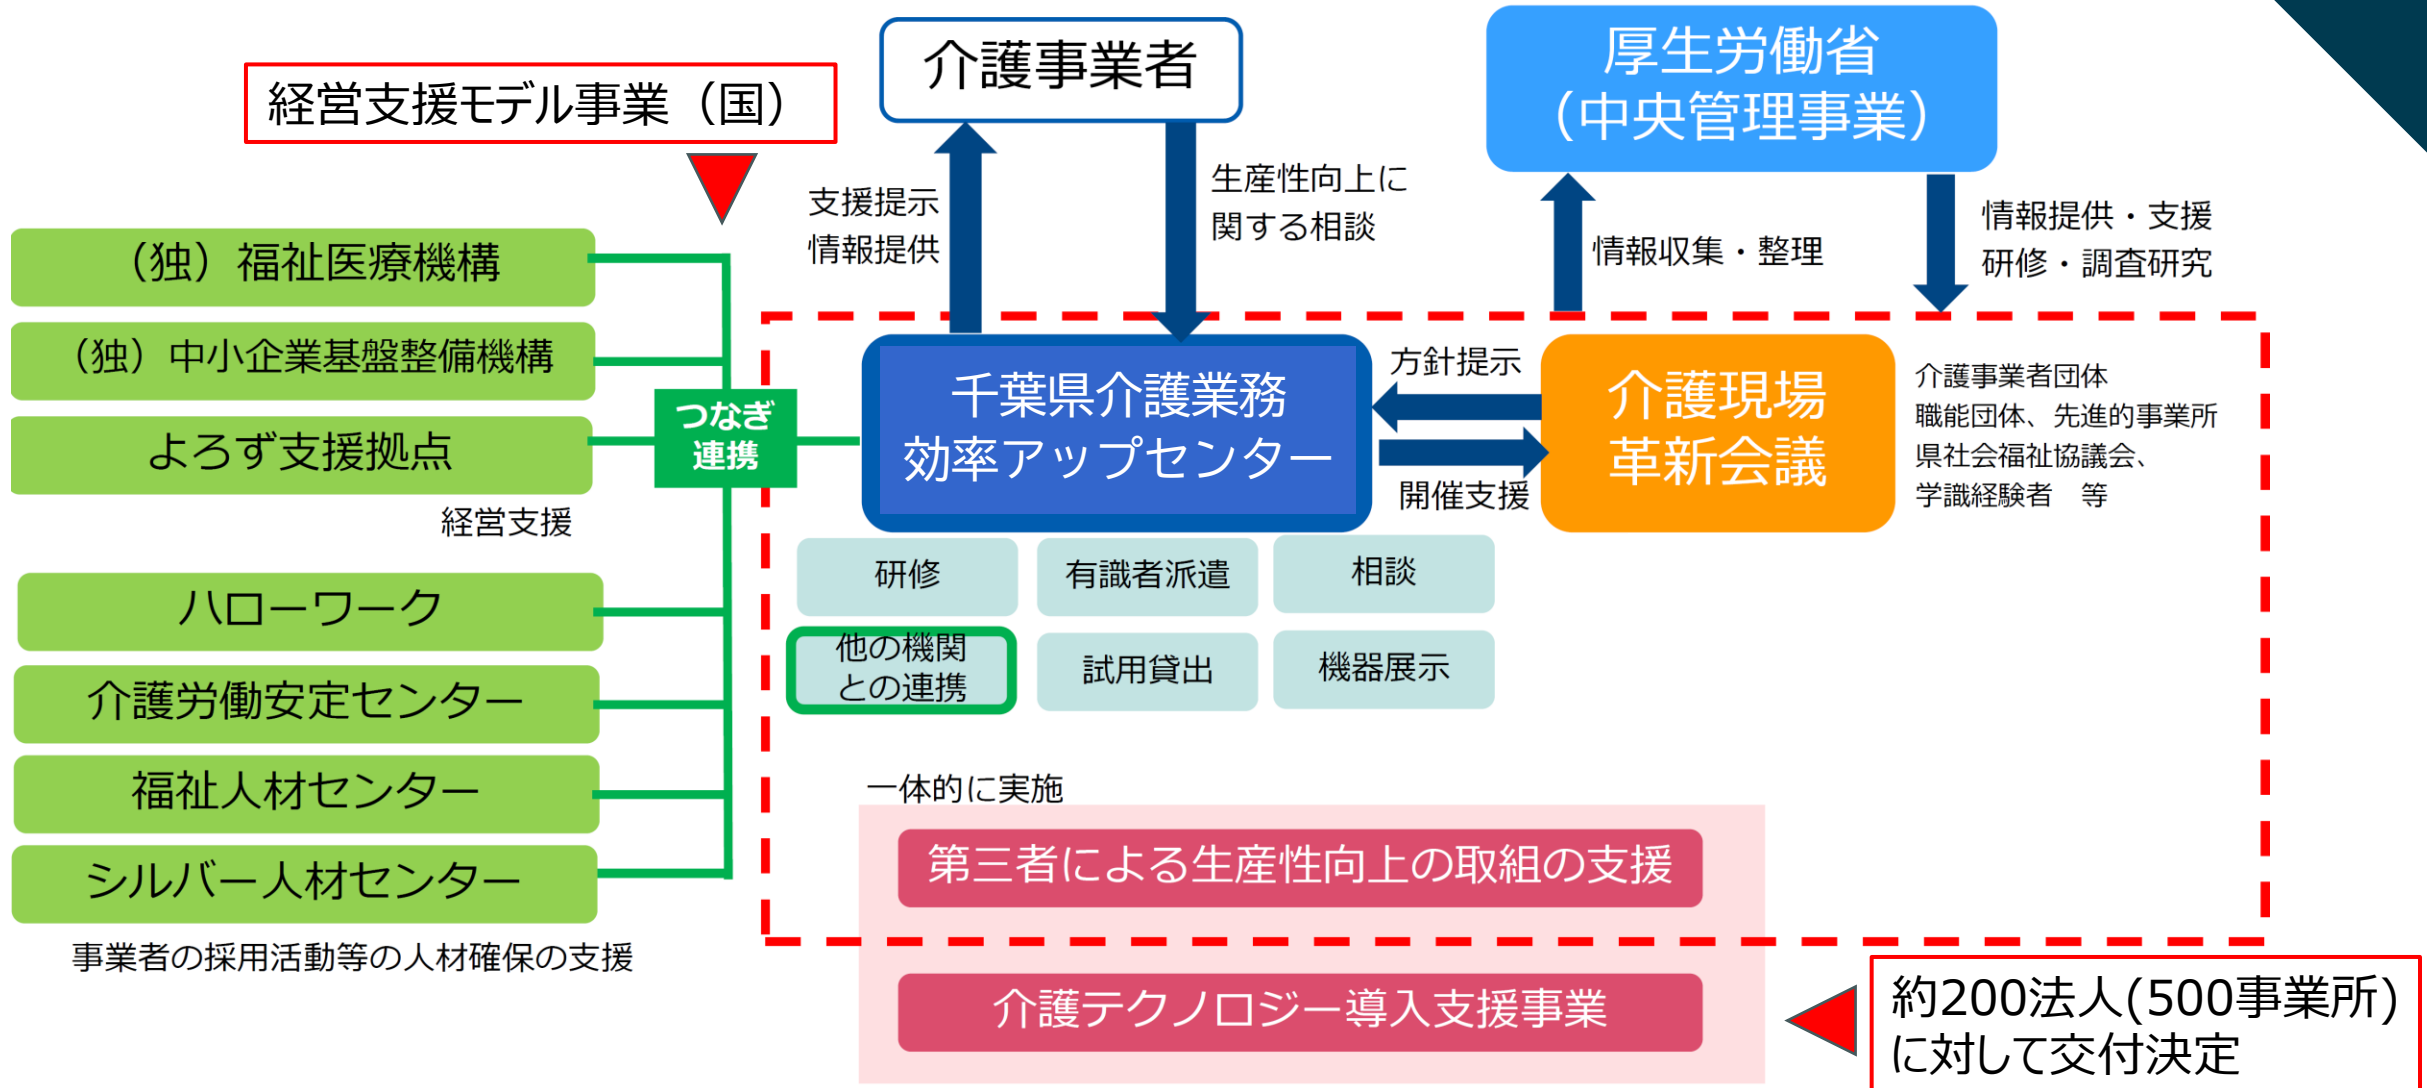 介護事業者
厚生労働省
（中央管理事業）
経営支援モデル事業（国）
支援提示
情報提供
生産性向上に
関する相談
情報収集・整理
情報提供・支援
研修・調査研究
（独）福祉医療機構
（独）中小企業基盤整備機構
よろず支援拠点
経営支援
つなぎ
連携
千葉県介護業務
効率アップセンター
方針提示
開催支援
介護現場
革新会議
介護事業者団体
職能団体、先進的事業所
県社会福祉協議会、
学識経験者　等
研修
有識者派遣
相談
他の機関
との連携
試用貸出
機器展示
ハローワーク
介護労働安定センター
福祉人材センター
シルバー人材センター
事業者の採用活動等の人材確保の支援
一体的に実施
第三者による生産性向上の取組の支援
介護テクノロジー導入支援事業
約200法人(500事業所)
に対して交付決定